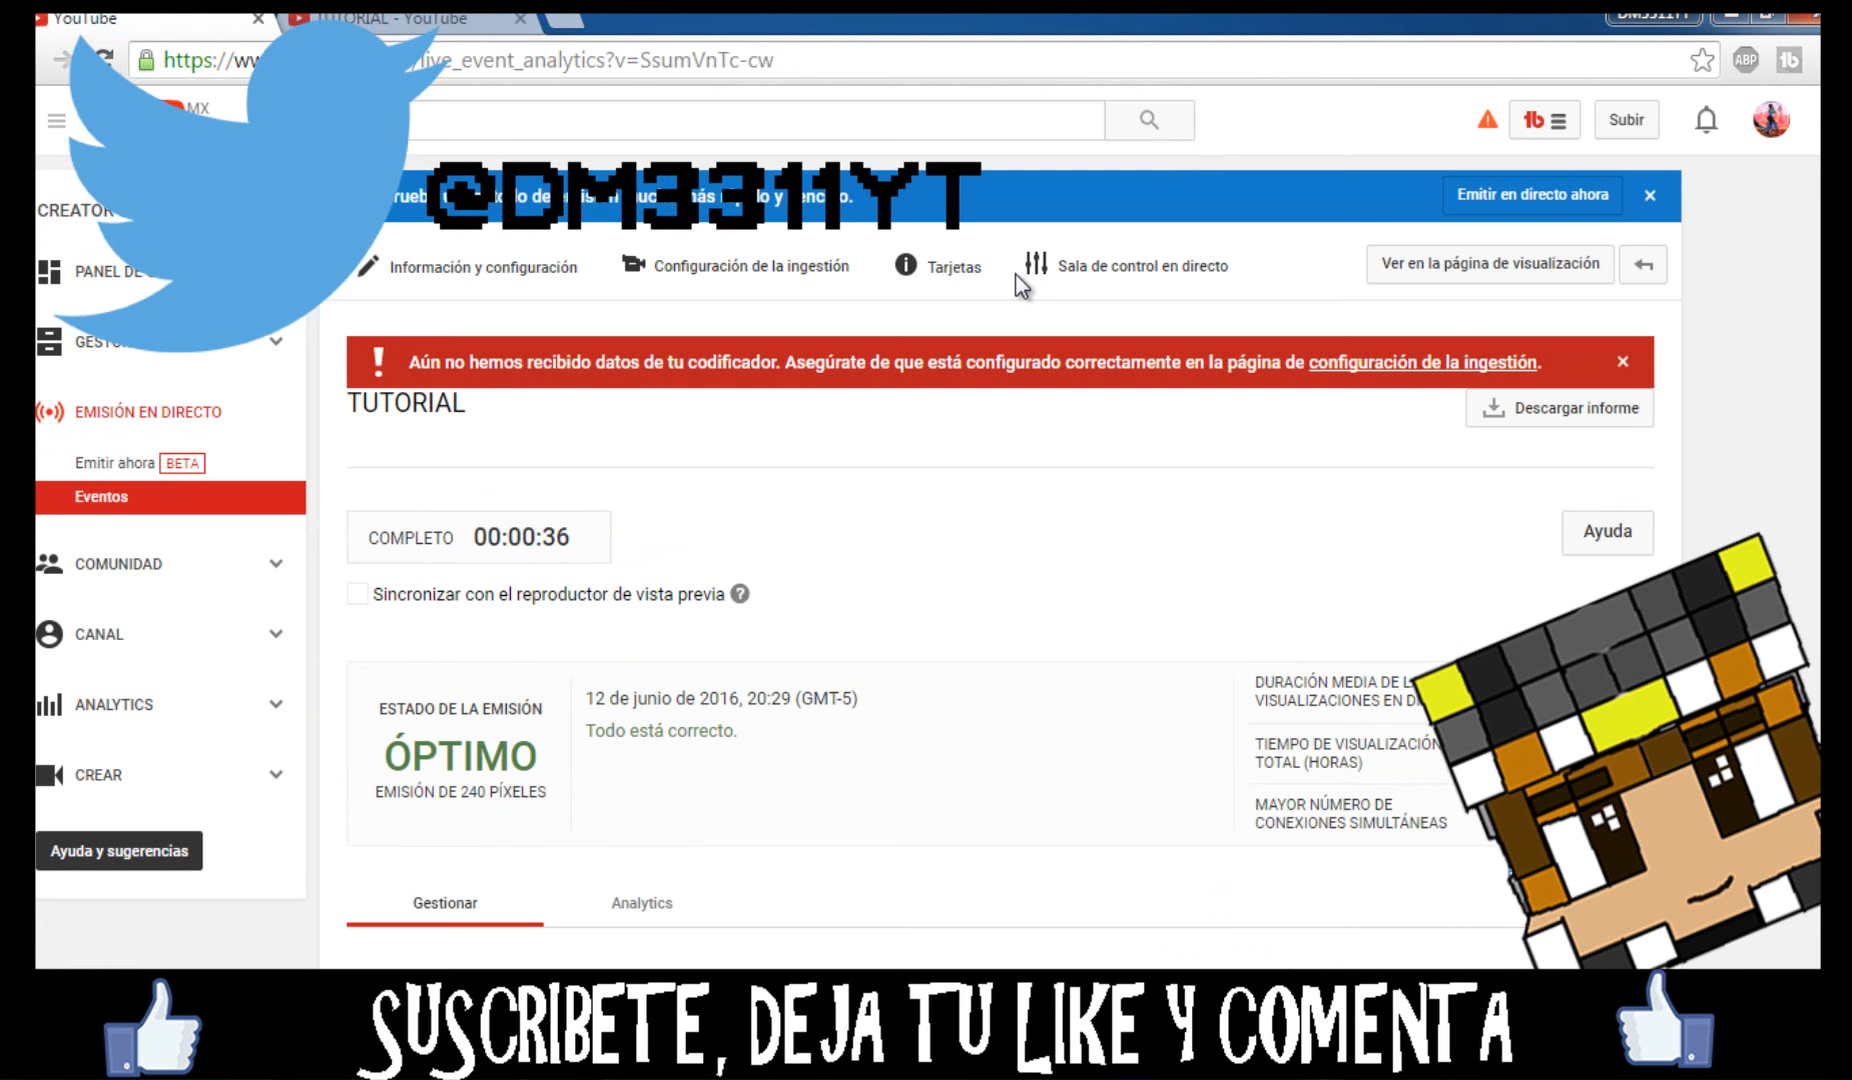 YouTube
TUTORIAL - YouTube
DM3311YT
https://ww
/live_event_analytics?v=SsumVnTc-cw
ABP
MX
Subir
@DM3311YT
Emitir en directo ahora
CREATOR
PANEL DE
Información y configuración
Configuración de la ingestión
Tarjetas
Sala de control en directo
Ver en la página de visualización
GEST
Aún no hemos recibido datos de tu codificador. Asegúrate de que está configurado correctamente en la página de configuración de la ingestión.
TUTORIAL
Descargar informe
EMISIÓN EN DIRECTO
Emitir ahora BETA
Eventos
COMPLETO 00:00:36
Ayuda
Sincronizar con el reproductor de vista previa ?
COMUNIDAD
CANAL
ANALYTICS
CREAR
Ayuda y sugerencias
ESTADO DE LA EMISIÓN
ÓPTIMO
EMISIÓN DE 240 PÍXELES
12 de junio de 2016, 20:29 (GMT-5)
Todo está correcto.
DURACIÓN MEDIA DE L
VISUALIZACIONES EN D
TIEMPO DE VISUALIZACIÓN
TOTAL (HORAS)
MAYOR NÚMERO DE
CONEXIONES SIMULTÁNEAS
Gestionar
Analytics
SUSCRIBETE, DEJA TU LIKE Y COMENTA